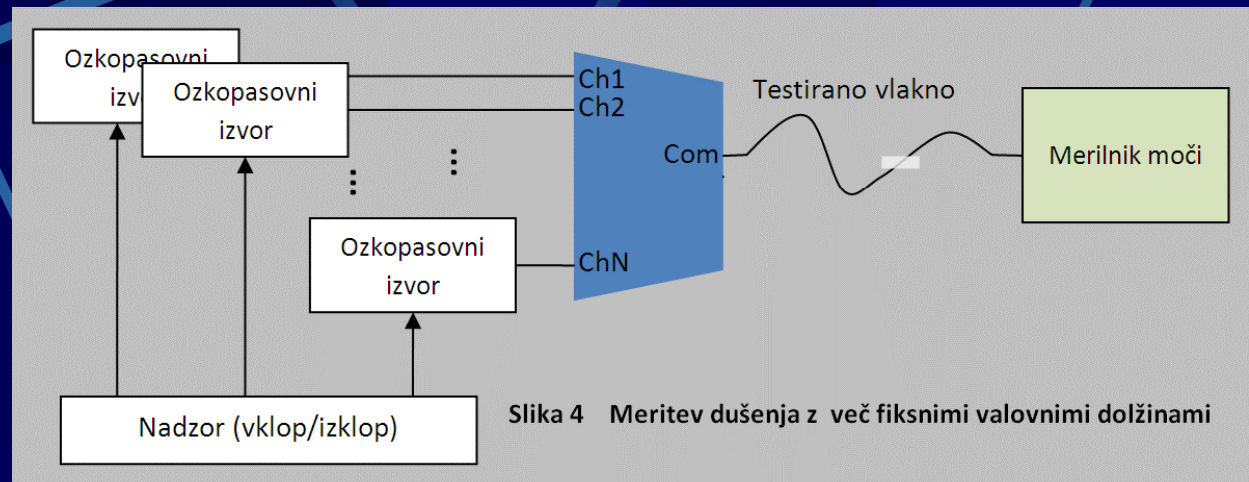 Ozkopasovni
izv
Ozkopasovni
izvor
Ch1
Ch2
Testirano vlakno
Com
Merilnik moči
Ozkopasovni
izvor
ChN
Nadzor (vklop/izklop)
Slika 4 Meritev dušenja z več fiksnimi valovnimi dolžinami